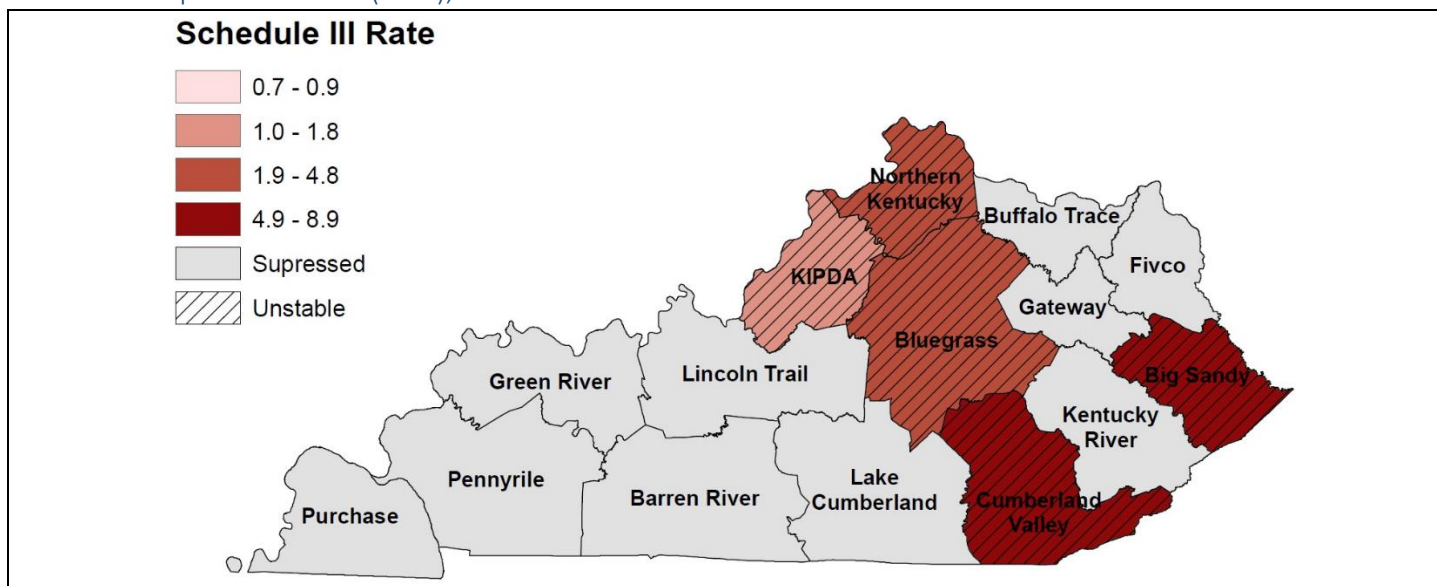 Schedule III Rate
0.7 - 0.9
1.0 - 1.8
1.9 - 4.8
4.9 - 8.9
Supressed
Unstable
Northern
Kentucky
Buffalo Trace
Fivco
KIPDA
Gateway
Bluegrass
Big Sandy
Green River
Lincoln Trail
Kentucky
River
Pennyrile
Barren River
Lake
Cumberland
Cumberland
Valley
Purchase